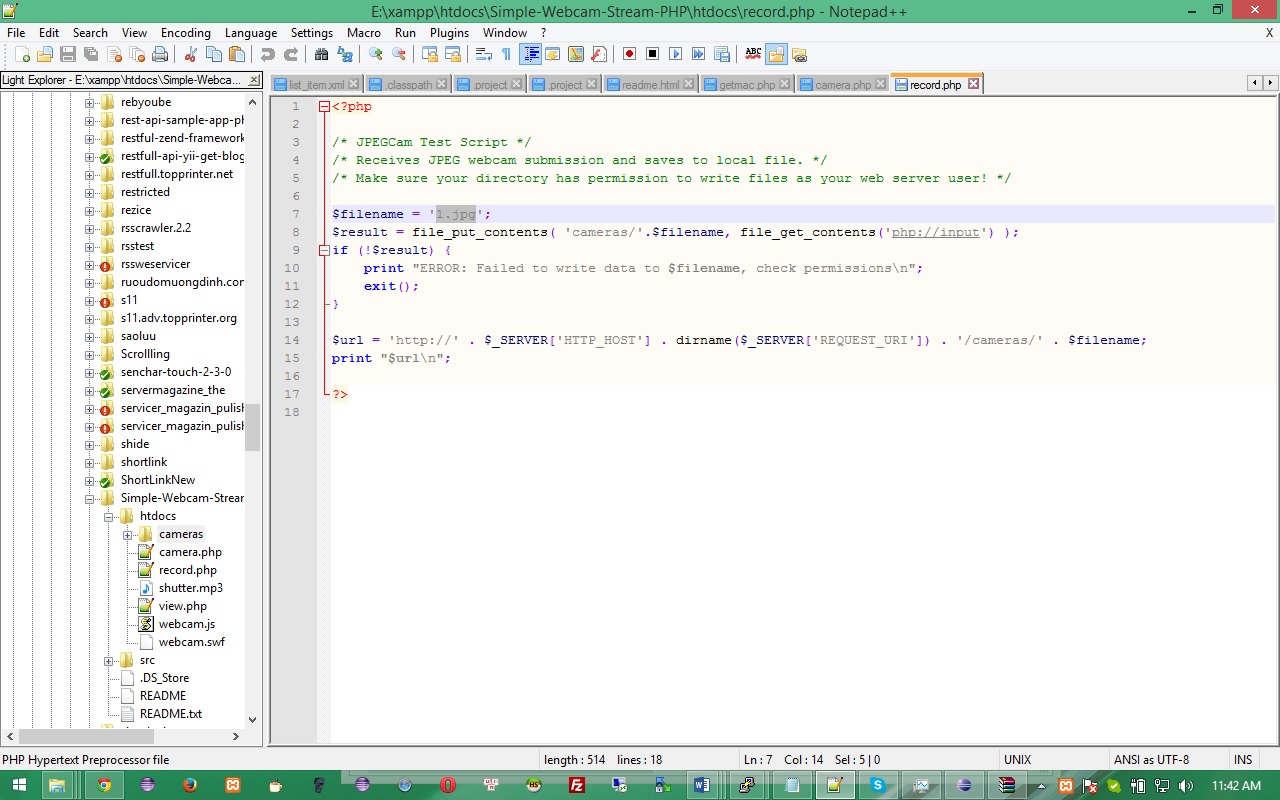 E:\xampp\htdocs\Simple-Webcam-Stream-PHP\htdocs\record.php - Notepad++
File Edit Search View Encoding Language Settings Macro Run Plugins Window ? X
Light Explorer - E:\xampp\htdocs\Simple-Webca...
list_item.xml .classpath .project .project readme.html getmac.php camera.php record.php
rebyoube
rest-api-sample-app-ph
restful-zend-framework
restfull-api-yii-get-blog
restfull.topprinter.net
restricted
rezice
rsscrawler.2.2
rsstest
rssweservicer
ruoudomuongdinh.con
s11
s11.adv.topprinter.org
saoluu
Scrollling
senchar-touch-2-3-0
servermagazine_the
servicer_magazin_pulish
servicer_magazin_pulish
shide
shortlink
ShortLinkNew
Simple-Webcam-Strear
htdocs
cameras
camera.php
record.php
shutter.mp3
view.php
webcam.js
webcam.swf
src
.DS_Store
README
README.txt
1 <?php
2
3 /* JPEGCam Test Script */
4 /* Receives JPEG webcam submission and saves to local file. */
5 /* Make sure your directory has permission to write files as your web server user! */
6
7 $filename = '1.jpg';
8 $result = file_put_contents( 'cameras/'.$filename, file_get_contents('php://input') );
9 if (!$result) {
10 print "ERROR: Failed to write data to $filename, check permissions\n";
11 exit();
12 }
13
14 $url = 'http://' . $_SERVER['HTTP_HOST'] . dirname($_SERVER['REQUEST_URI']) . '/cameras/' . $filename;
15 print "$url\n";
16
17 ?>
18
PHP Hypertext Preprocessor file length : 514 lines : 18 Ln : 7 Col : 14 Sel : 5 | 0 UNIX ANSI as UTF-8 INS
11:42 AM